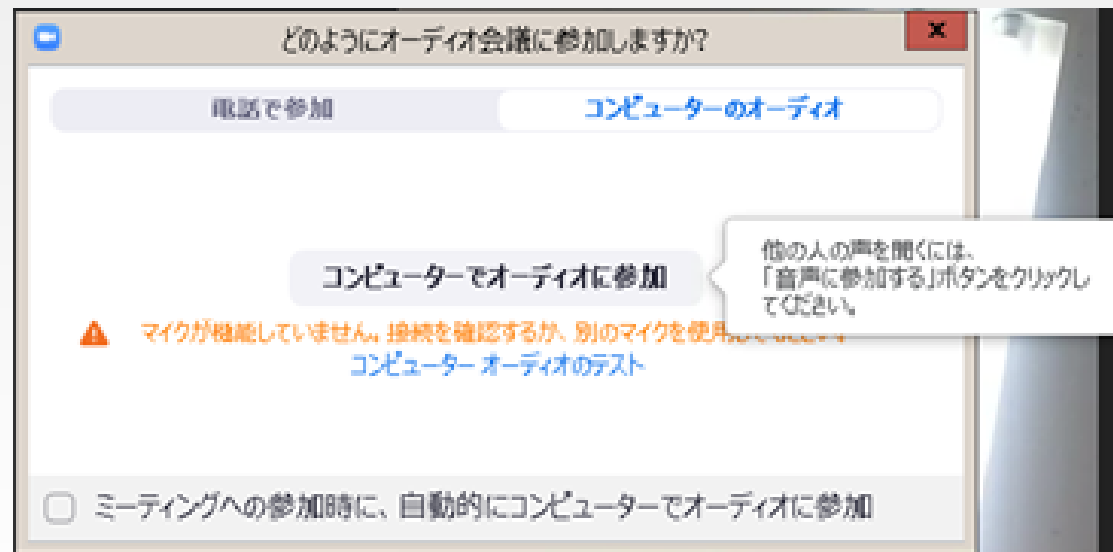 どのようにオーディオ会議に参加しますか?
電話で参加
コンピューターのオーディオ
コンピューターでオーディオに参加
他の人の声を聞くには、
「音声に参加する」ボタンをクリックし
てください。
マイクが機能していません。接続を確認するか、別のマイクを使用
コンピューター オーディオのテスト
ミーティングへの参加時に、自動的にコンピューターでオーディオに参加